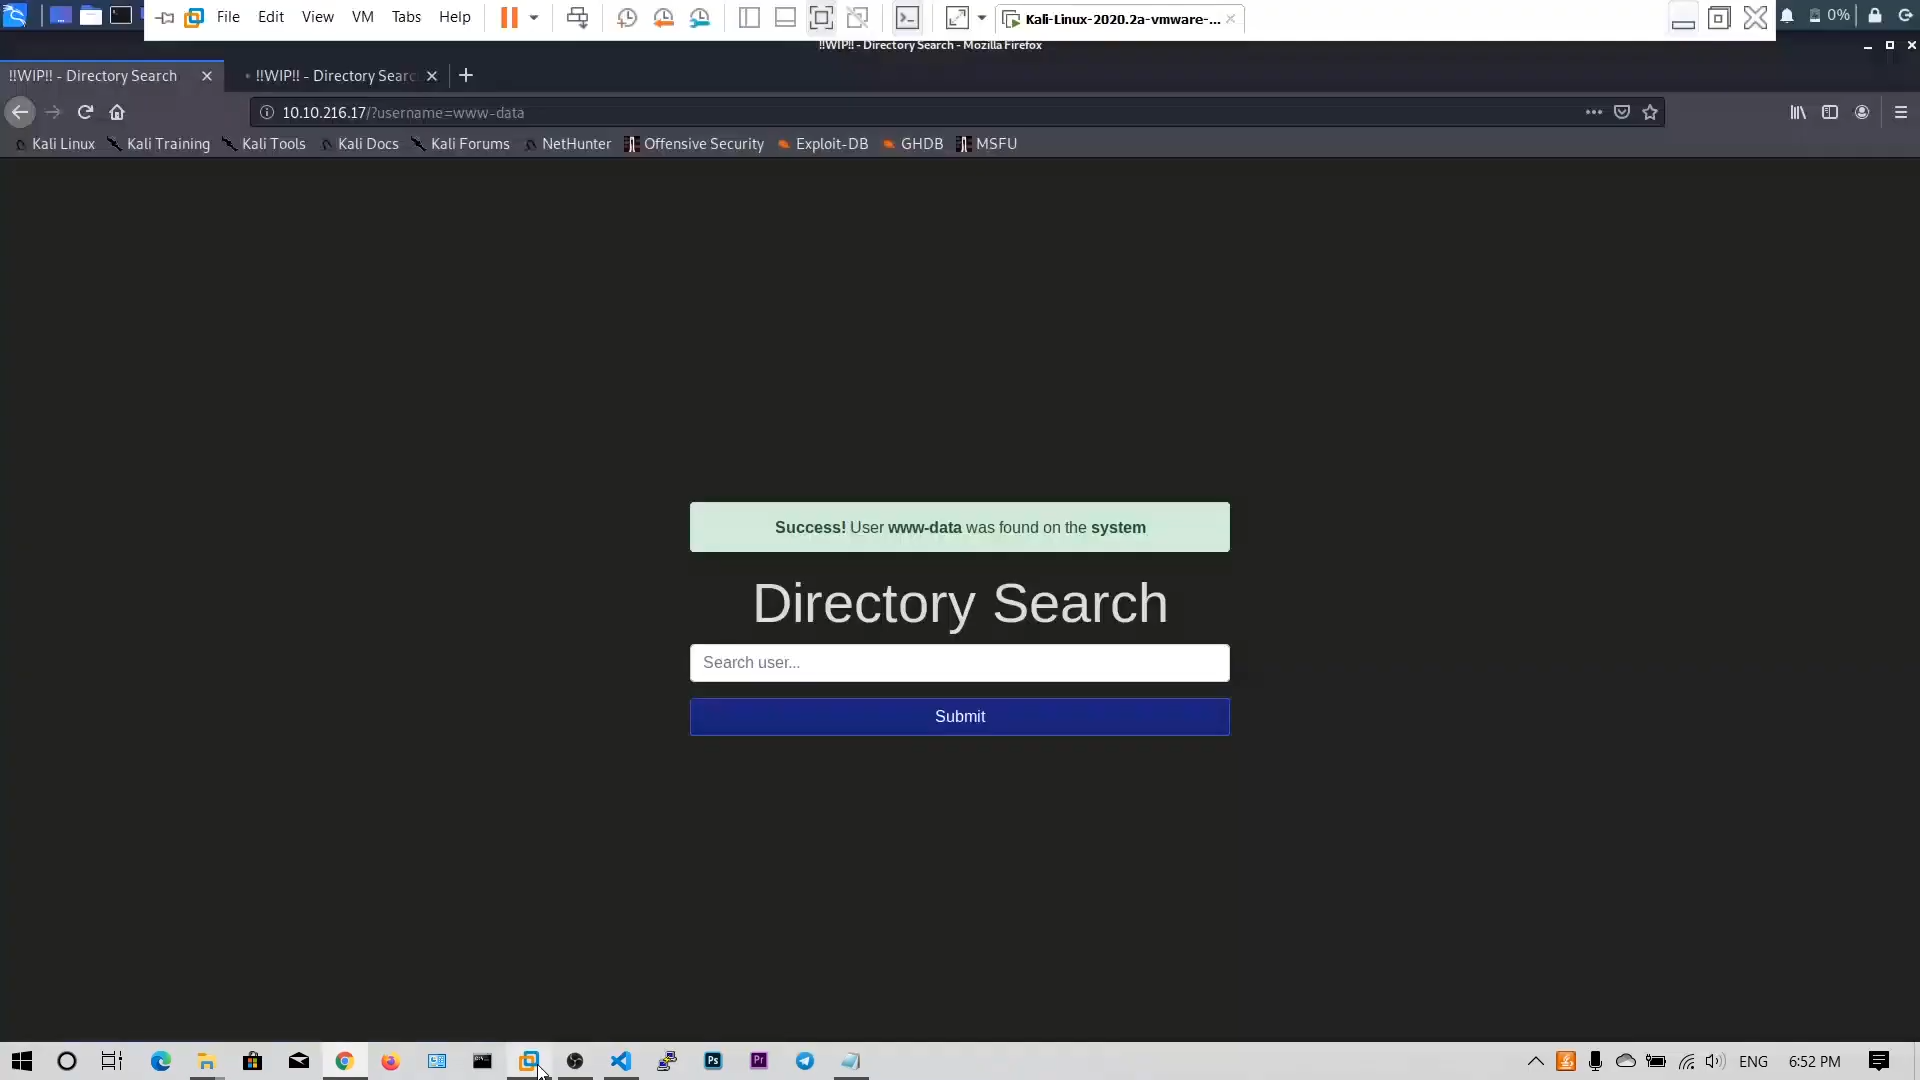 File Edit View VM Tabs Help
Kali-Linux-2020.2a-vmware-...
0%
!!WIP!! - Directory Search - Mozilla Firefox
!!WIP!! - Directory Search
!!WIP!! - Directory Searc
10.10.216.17/?username=www-data
Kali Linux Kali Training Kali Tools Kali Docs Kali Forums NetHunter Offensive Security Exploit-DB GHDB MSFU
Success! User www-data was found on the system
Directory Search
Search user...
Submit
Ps
Pr
ENG
6:52 PM